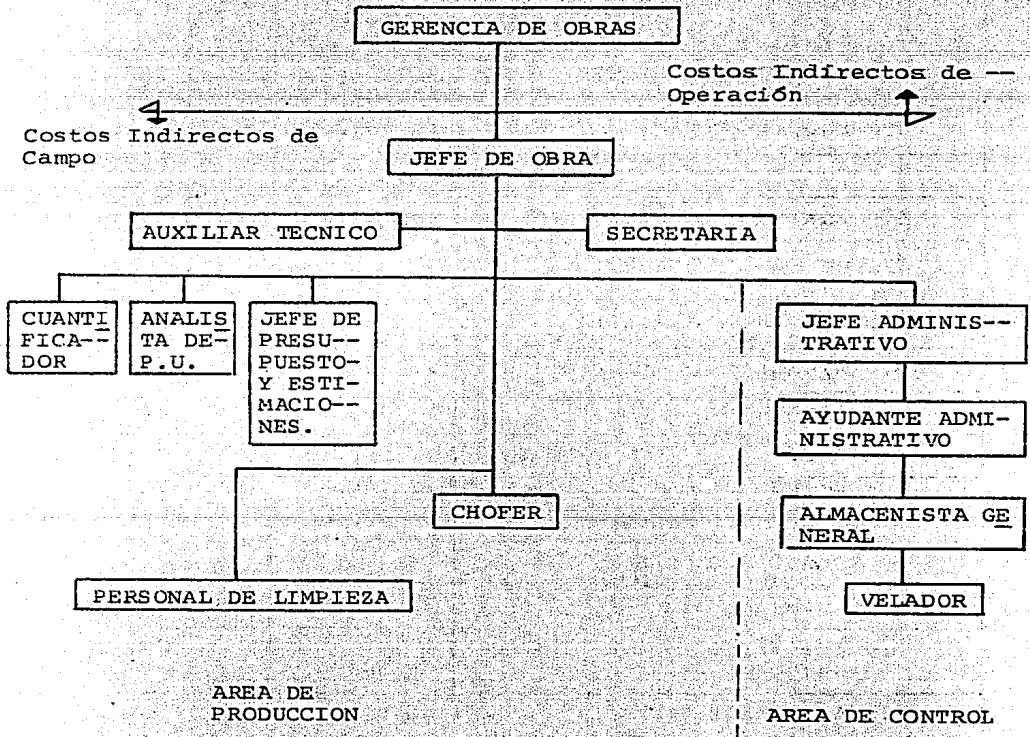 GERENCIA DE OBRAS
Costos Indirectos de --
Operación
Costos Indirectos de
Campo
JEFE DE OBRA
AUXILIAR TECNICO
SECRETARIA
CUANTI
FICA--
DOR
ANALIS
TA DE-
P.U.
JEFE DE
PRESU--
PUESTO-
Y ESTI-
MACIO--
NES.
JEFE ADMINIS--
TRATIVO
AYUDANTE ADMI-
NISTRATIVO
CHOFER
ALMACENISTA GE
NERAL
PERSONAL DE LIMPIEZA
VELADOR
AREA DE
PRODUCCION
AREA DE CONTROL